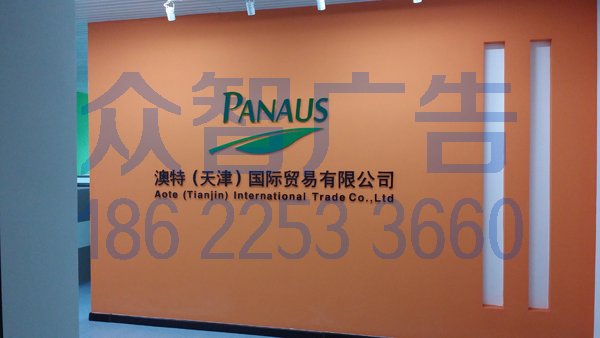 众智广告
PANAUS
澳特（天津）国际贸易有限公司
Aote (Tianjin) International Trade Co.,Ltd
186 2253 3660